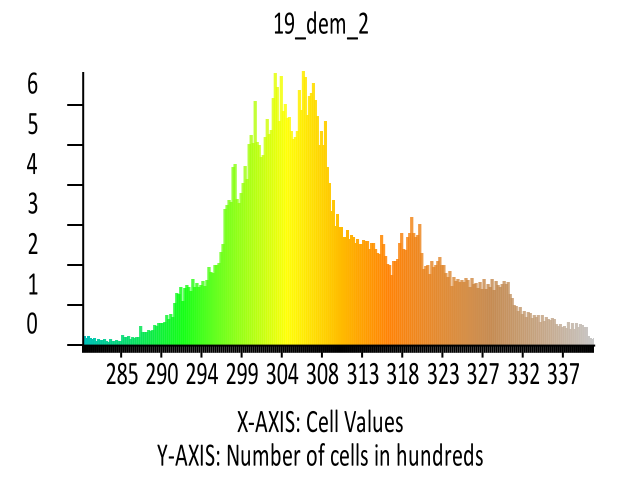 19_dem_2
6
5
4
3
2
1
0
285 290 294 299 304 308 313 318 323 327 332 337
X-AXIS: Cell Values
Y-AXIS: Number of cells in hundreds